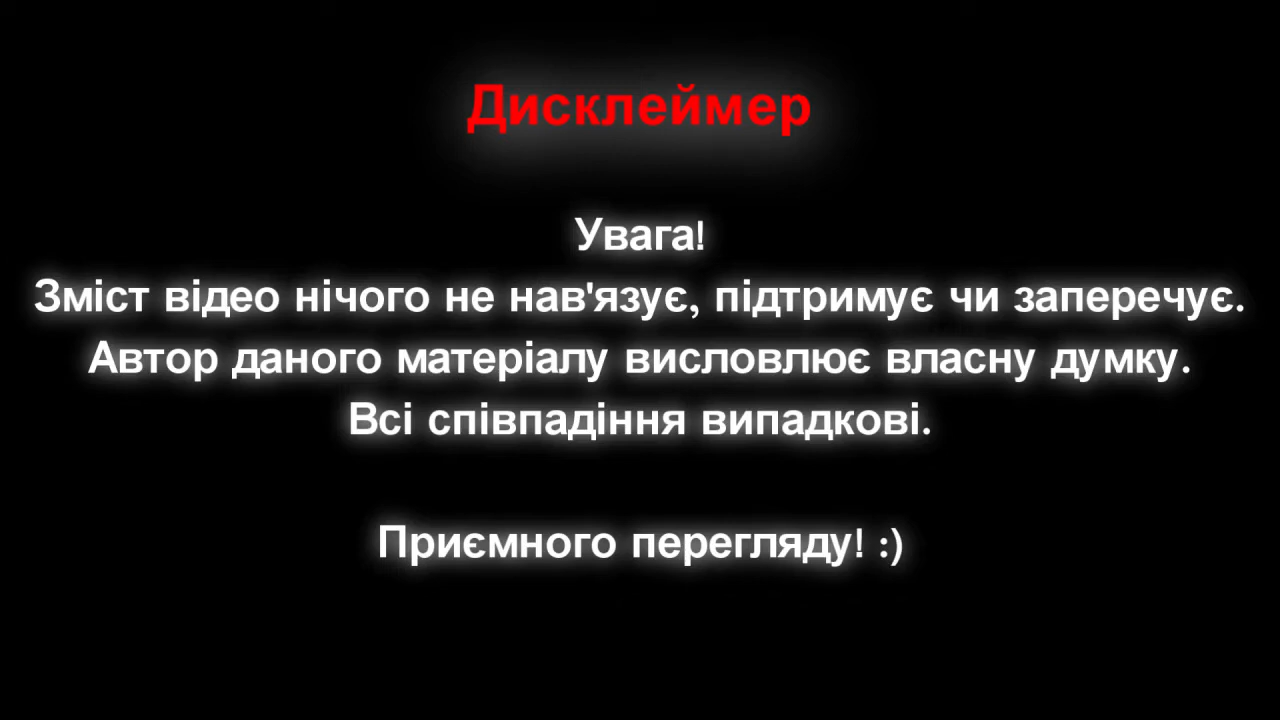 Дисклеймер
Увага!
Зміст відео нічого не нав'язує, підтримує чи заперечує.
Автор даного матеріалу висловлює власну думку.
Всі співпадіння випадкові.
Приємного перегляду! :)